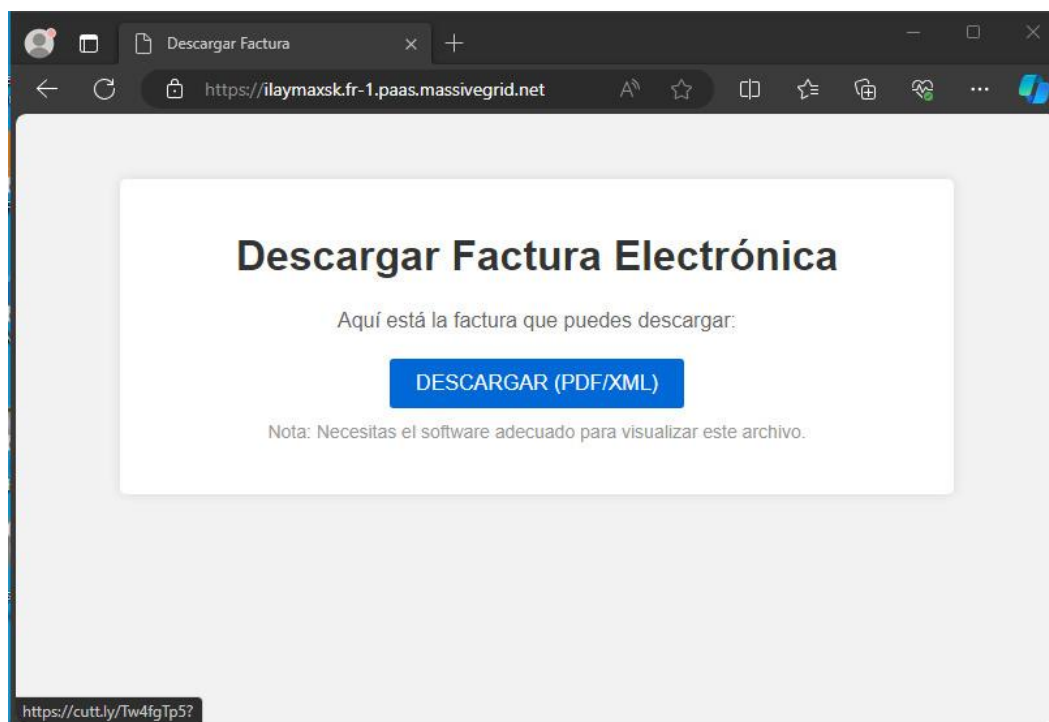 Descargar Factura
https://ilaymaxsk.fr-1.paas.massivegrid.net
Descargar Factura Electrónica
Aquí está la factura que puedes descargar:
DESCARGAR (PDF/XML)
Nota: Necesitas el software adecuado para visualizar este archivo.
https://cutt.ly/Tw4fgTp5?